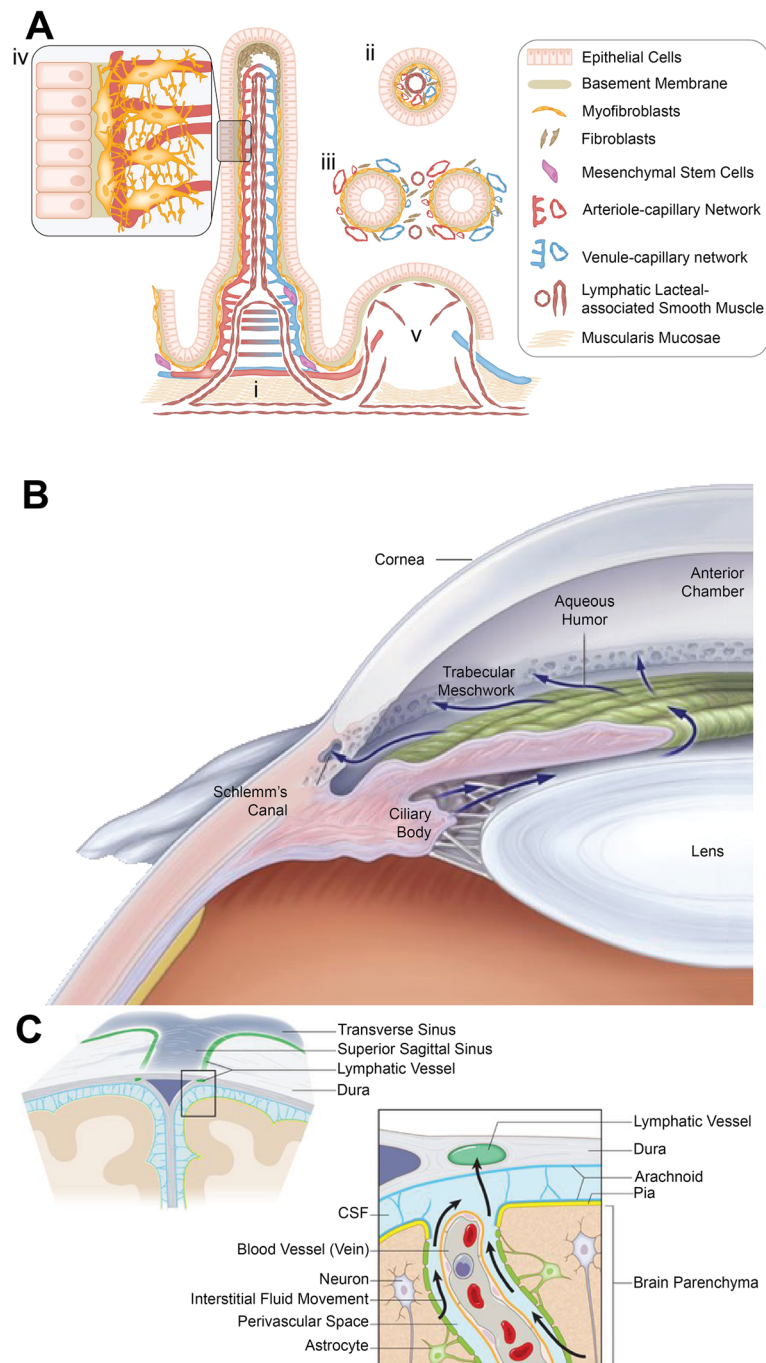 A
iv
ii
iii
i
v
Epithelial Cells
Basement Membrane
Myofibroblasts
Fibroblasts
Mesenchymal Stem Cells
Arteriole-capillary Network
Venule-capillary network
Lymphatic Lacteal-
associated Smooth Muscle
Muscularis Mucosae
B
Cornea
Anterior
Chamber
Aqueous
Humor
Trabecular
Meschwork
Schlemm's
Canal
Ciliary
Body
Lens
C
Transverse Sinus
Superior Sagittal Sinus
Lymphatic Vessel
Dura
Lymphatic Vessel
Dura
Arachnoid
Pia
CSF
Blood Vessel (Vein)
Neuron
Interstitial Fluid Movement
Perivascular Space
Astrocyte
Brain Parenchyma